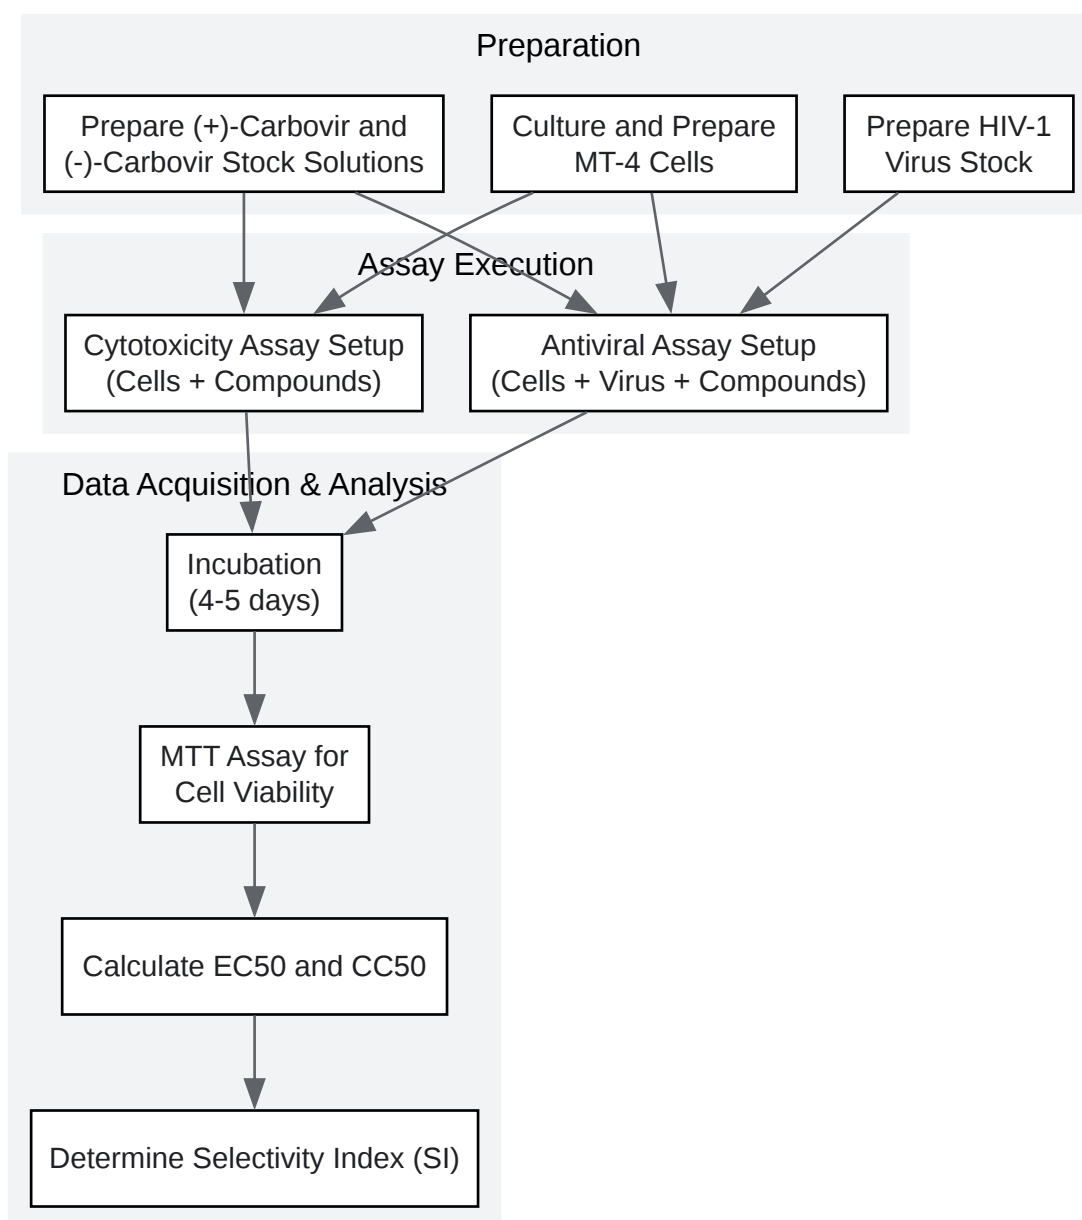 Preparation
Prepare (+)-Carbovir and
(-)-Carbovir Stock Solutions
Culture and Prepare
MT-4 Cells
Prepare HIV-1
Virus Stock
Assay Execution
Cytotoxicity Assay Setup
(Cells + Compounds)
Antiviral Assay Setup
(Cells + Virus + Compounds)
Data Acquisition & Analysis
Incubation
(4-5 days)
MTT Assay for
Cell Viability
Calculate EC50 and CC50
Determine Selectivity Index (SI)